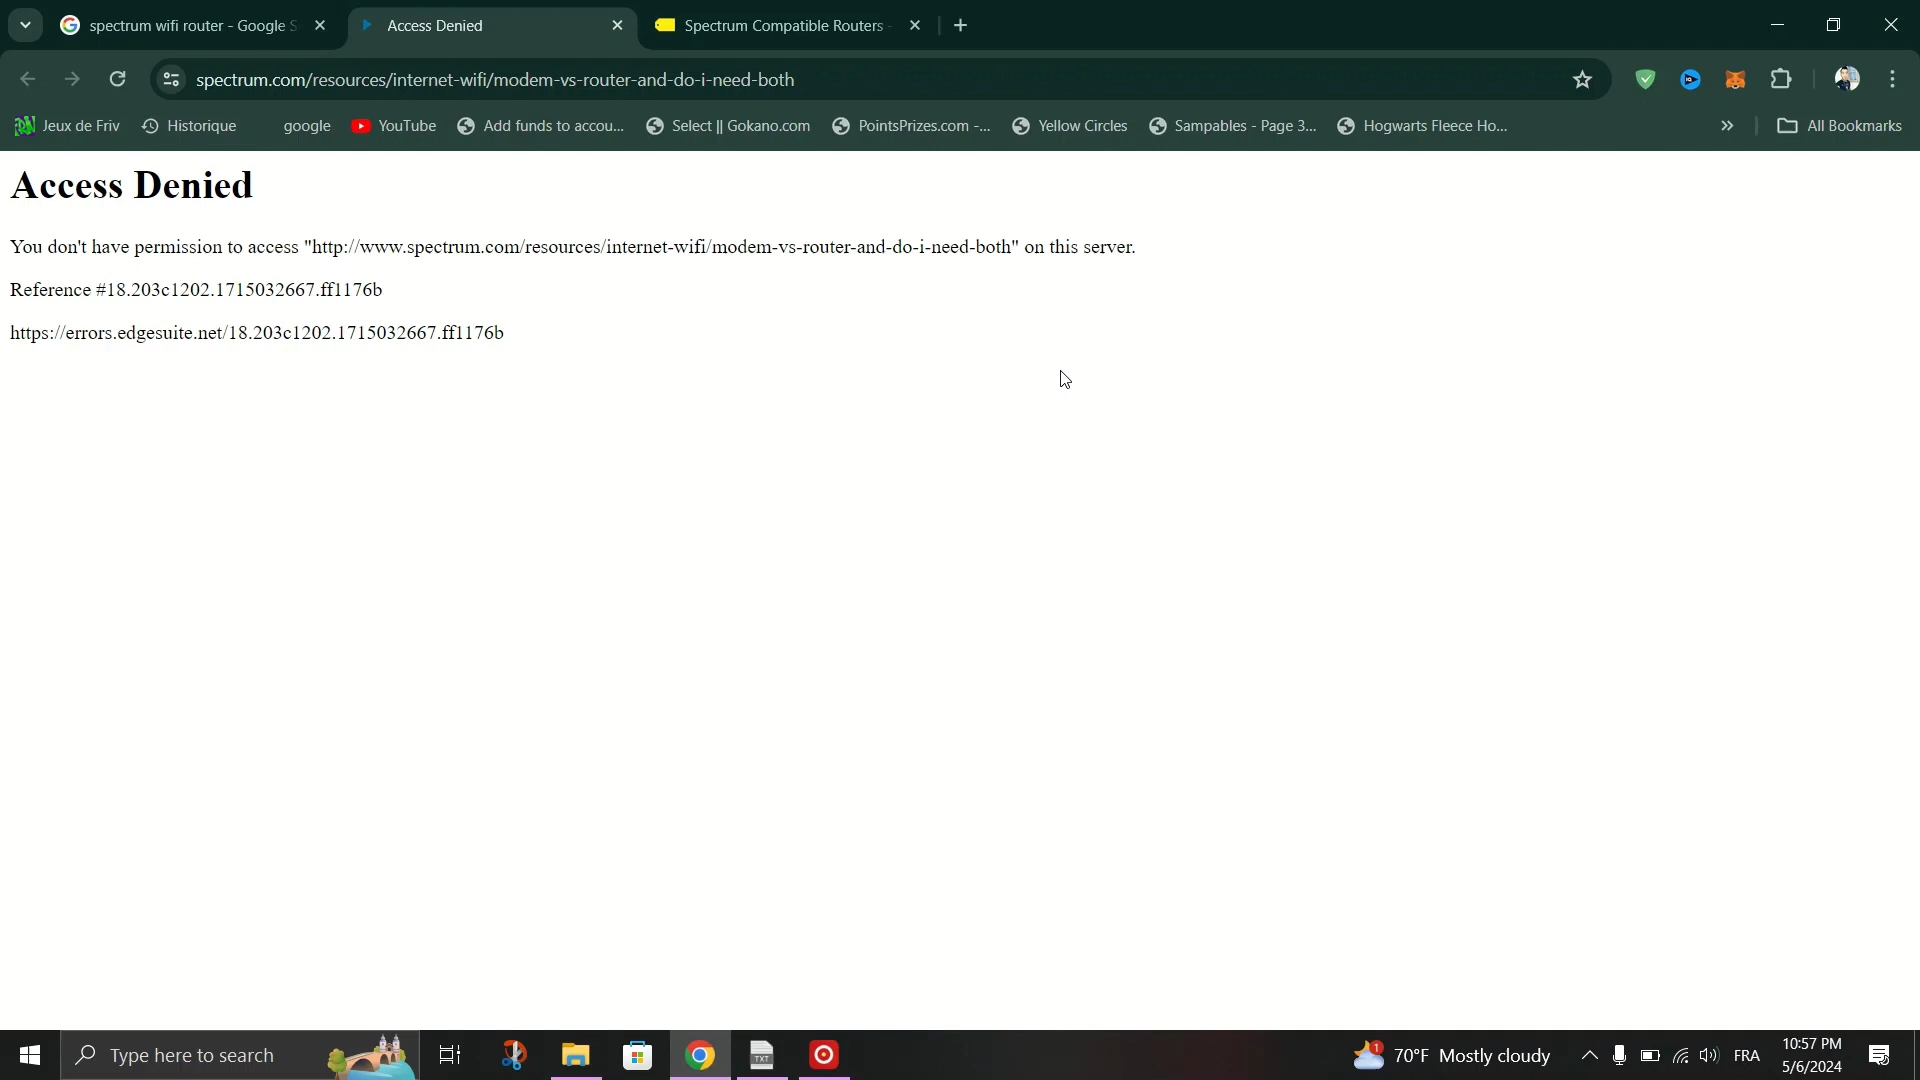 spectrum wifi router - Google S
Access Denied
Spectrum Compatible Routers -
spectrum.com/resources/internet-wifi/modem-vs-router-and-do-i-need-both
Jeux de Friv
Historique
google
YouTube
Add funds to accou...
Select || Gokano.com
PointsPrizes.com -...
Yellow Circles
Sampables - Page 3...
Hogwarts Fleece Ho...
All Bookmarks
Access Denied
You don't have permission to access "http://www.spectrum.com/resources/internet-wifi/modem-vs-router-and-do-i-need-both" on this server.
Reference #18.203c1202.1715032667.ff1176b
https://errors.edgesuite.net/18.203c1202.1715032667.ff1176b
Type here to search
TXT
1
70°F Mostly cloudy
FRA
10:57 PM
5/6/2024